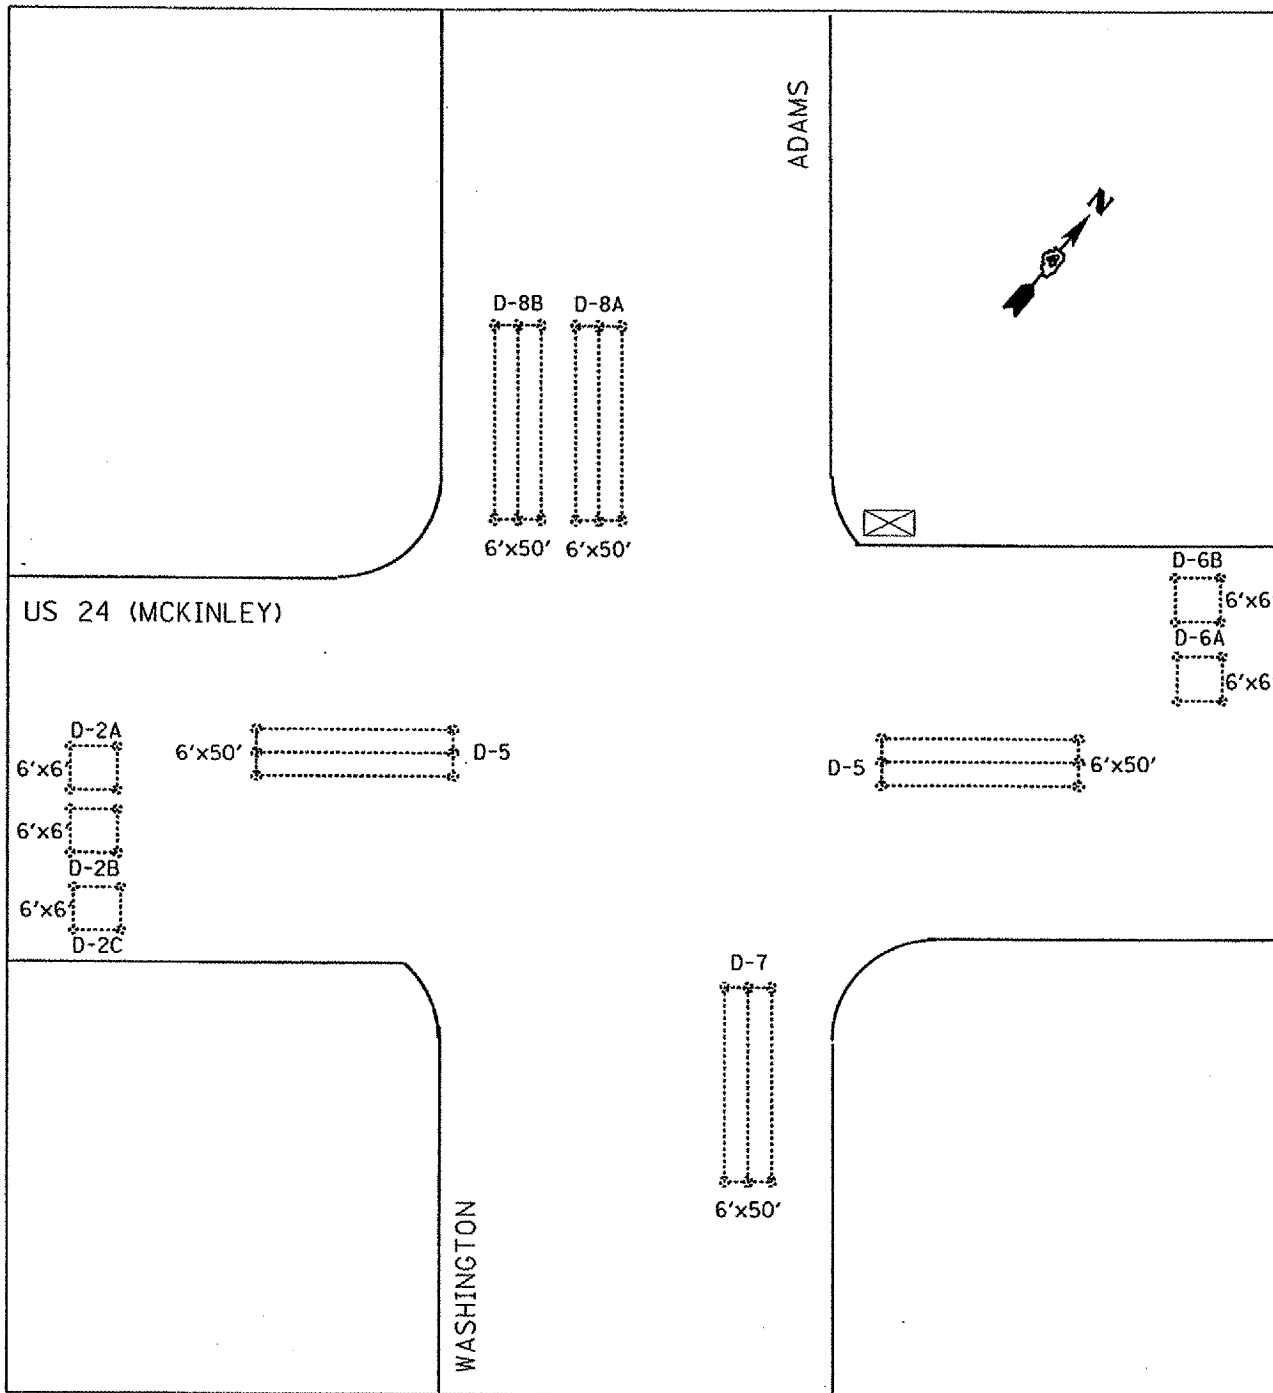 ADAMS
N
D-8B D-8A
6'x50' 6'x50'
D-6B
6'x6
US 24 (MCKINLEY)
D-6A
6'x6
D-2A
6'x50' D-5
D-5 6'x50'
6'x6'
6'x6'
D-2B
6'x6'
D-2C
D-7
6'x50'
WASHINGTON